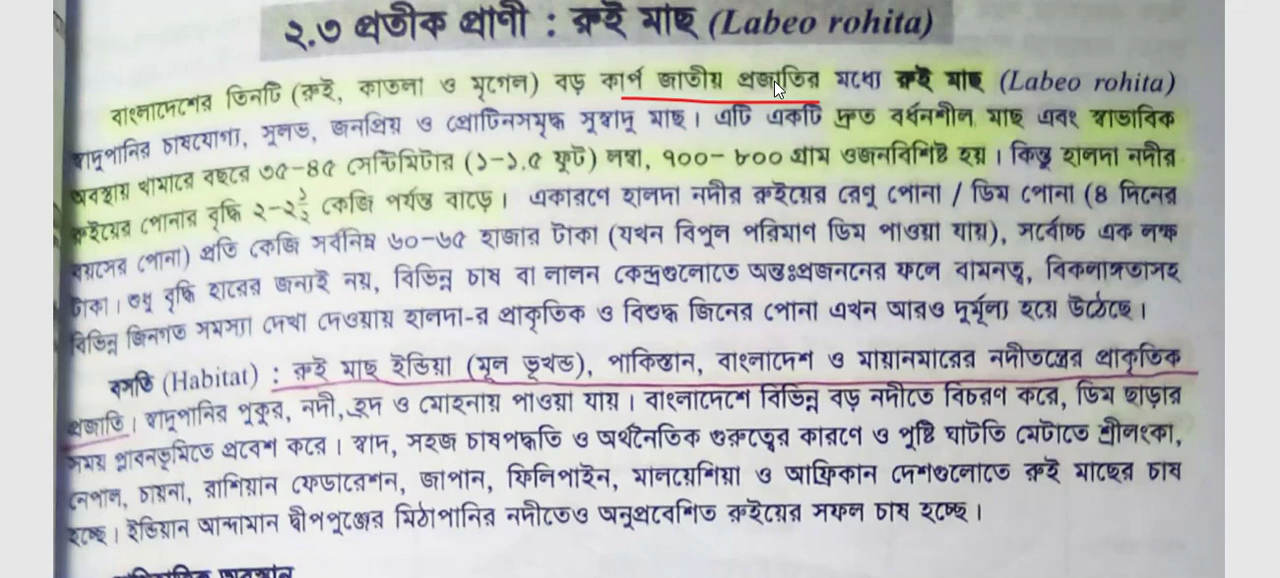 ২.৩ প্রতীক প্রাণী : রুই মাছ (Labeo rohita)
বাংলাদেশের তিনটি (রুই, কাতলা ও মৃগেল) বড় কার্প জাতীয় প্রজাতির মধ্যে রুই মাছ (Labeo rohita)
স্বাদুপানির চাষযোগ্য, সুলভ, জনপ্রিয় ও প্রোটিনসমৃদ্ধ সুস্বাদু মাছ। এটি একটি দ্রুত বর্ধনশীল মাছ এবং স্বাভাবিক
অবস্থায় খামারে বছরে ৩৫-৪৫ সেন্টিমিটার (১-১.৫ ফুট) লম্বা, ৭০০- ৮০০ গ্রাম ওজনবিশিষ্ট হয়। কিন্তু হালদা নদীর
রুইয়ের পোনার বৃদ্ধি ২-২½ কেজি পর্যন্ত বাড়ে। একারণে হালদা নদীর রুইয়ের রেণু পোনা / ডিম পোনা (৪ দিনের
বয়সের পোনা) প্রতি কেজি সর্বনিম্ন ৬০-৬৫ হাজার টাকা (যখন বিপুল পরিমাণ ডিম পাওয়া যায়), সর্বোচ্চ এক লক্ষ
টাকা। শুধু বৃদ্ধি হারের জন্যই নয়, বিভিন্ন চাষ বা লালন কেন্দ্রগুলোতে অন্তঃপ্রজননের ফলে বামনত্ব, বিকলাঙ্গতাসহ
বিভিন্ন জিনগত সমস্যা দেখা দেওয়ায় হালদা-র প্রাকৃতিক ও বিশুদ্ধ জিনের পোনা এখন আরও দুর্মূল্য হয়ে উঠেছে।
বসতি (Habitat) : রুই মাছ ইন্ডিয়া (মূল ভূখন্ড), পাকিস্তান, বাংলাদেশ ও মায়ানমারের নদীতন্ত্রের প্রাকৃতিক
প্রজাতি। স্বাদুপানির পুকুর, নদী, হ্রদ ও মোহনায় পাওয়া যায়। বাংলাদেশে বিভিন্ন বড় নদীতে বিচরণ করে, ডিম ছাড়ার
সময় প্লাবনভূমিতে প্রবেশ করে। স্বাদ, সহজ চাষপদ্ধতি ও অর্থনৈতিক গুরুত্বের কারণে ও পুষ্টি ঘাটতি মেটাতে শ্রীলংকা,
নেপাল, চায়না, রাশিয়ান ফেডারেশন, জাপান, ফিলিপাইন, মালয়েশিয়া ও আফ্রিকান দেশগুলোতে রুই মাছের চাষ
হচ্ছে। ইন্ডিয়ান আন্দামান দ্বীপপুঞ্জের মিঠাপানির নদীতেও অনুপ্রবেশিত রুইয়ের সফল চাষ হচ্ছে।